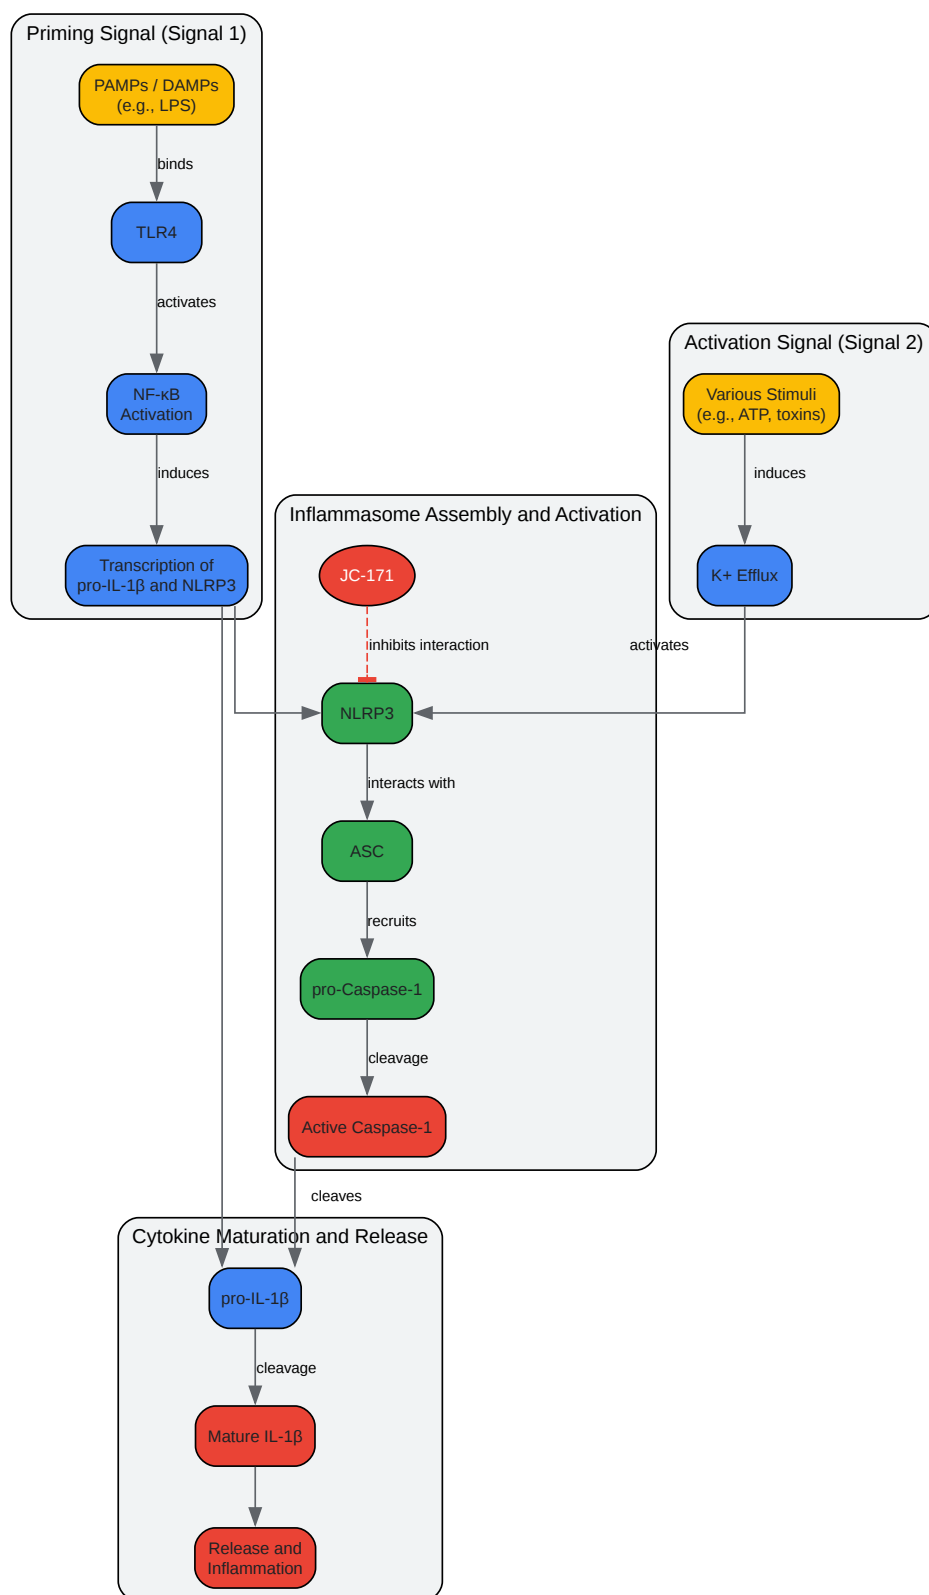 Priming Signal (Signal 1)
PAMPs / DAMPs
(e.g., LPS)
binds
TLR4
activates
NF-κB
Activation
induces
Transcription of
pro-IL-1β and NLRP3
Activation Signal (Signal 2)
Various Stimuli
(e.g., ATP, toxins)
induces
K+ Efflux
activates
Inflammasome Assembly and Activation
JC-171
inhibits interaction
NLRP3
interacts with
ASC
recruits
pro-Caspase-1
cleavage
Active Caspase-1
cleaves
Cytokine Maturation and Release
pro-IL-1β
cleavage
Mature IL-1β
Release and
Inflammation